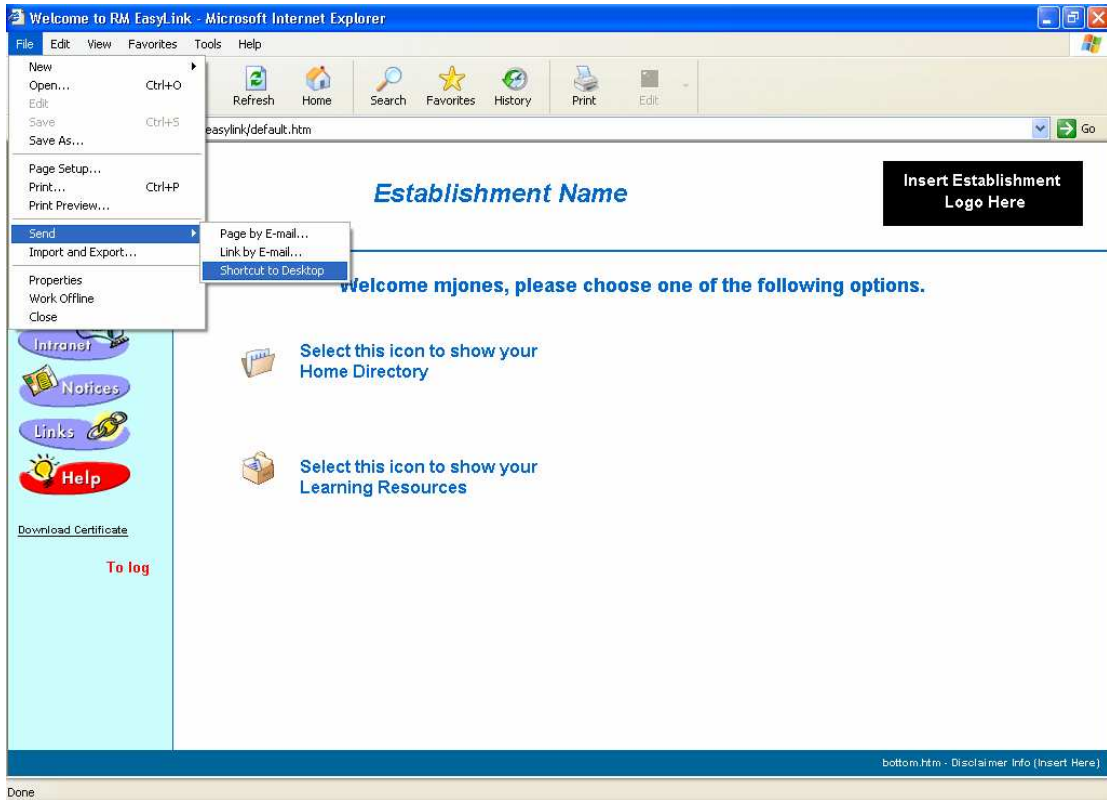 Welcome to RM EasyLink - Microsoft Internet Explorer
File Edit View Favorites Tools Help
New
Open... Ctrl+O
Edit
Save Ctrl+S
Save As...
Page Setup...
Print... Ctrl+P
Print Preview...
Send
Import and Export...
Properties
Work Offline
Close
Page by E-mail...
Link by E-mail...
Shortcut to Desktop
Refresh Home Search Favorites History Print Edit
easylink/default.htm Go
Establishment Name
Insert Establishment
Logo Here
Welcome mjones, please choose one of the following options.
Intranet
Notices
Links
Help
Download Certificate
To log
Select this icon to show your
Home Directory
Select this icon to show your
Learning Resources
bottom.htm - Disclaimer Info (Insert Here)
Done